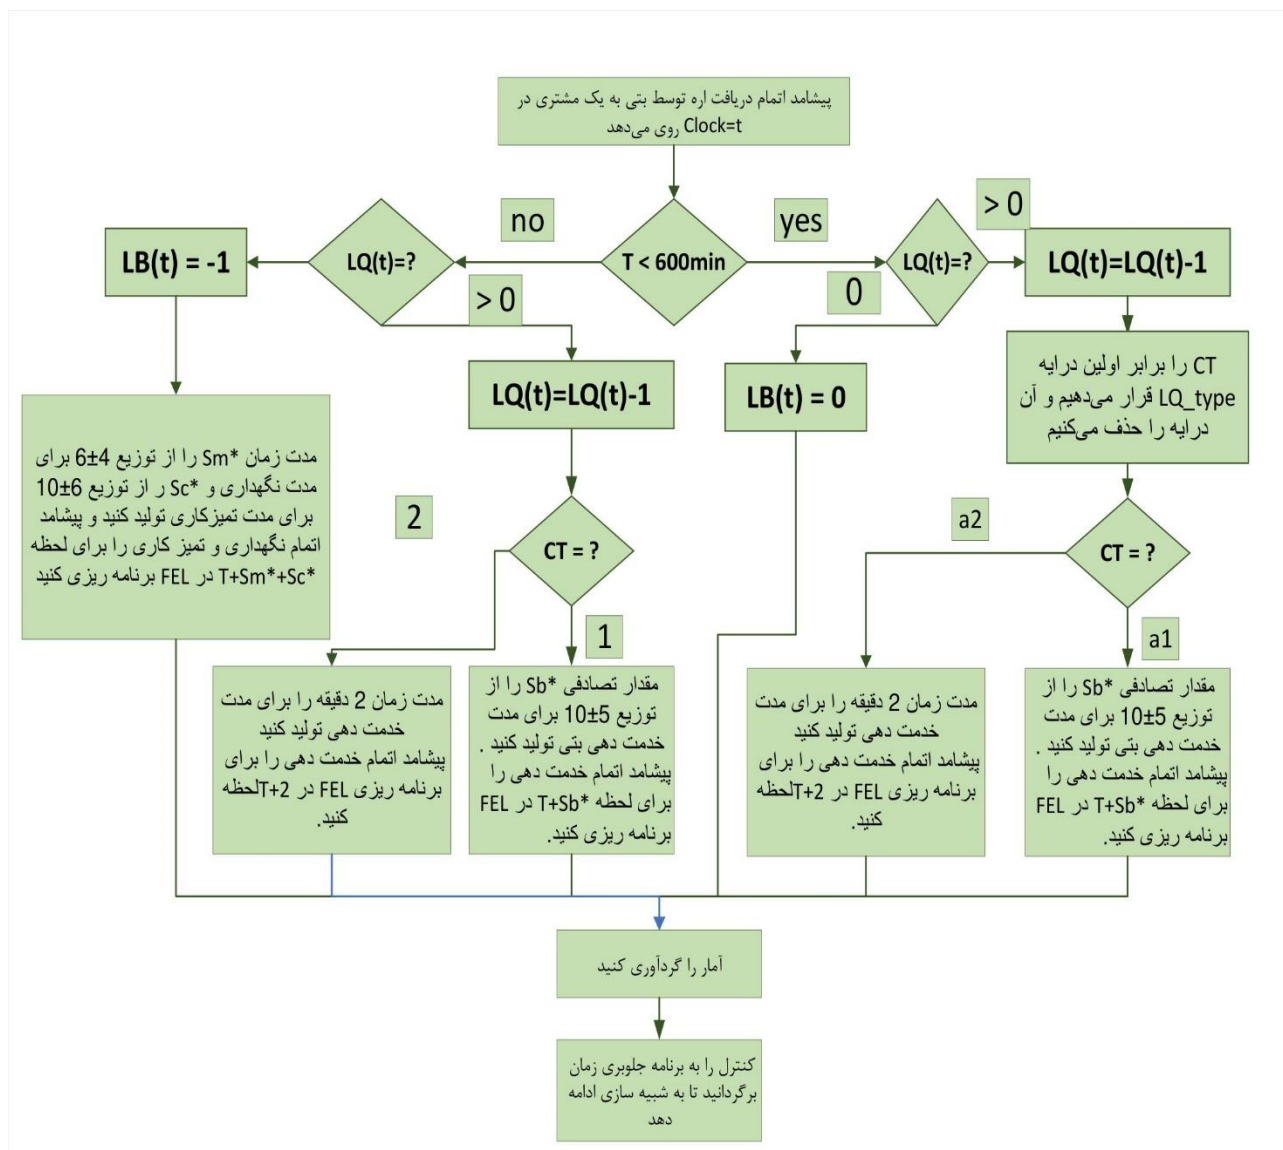 پیشامد اتمام دریافت اره توسط بتی به یک مشتری در
Clock=t روی می‌دهد
no
yes
> 0
LB(t) = -1
LQ(t)=?
T < 600min
LQ(t)=?
LQ(t)=LQ(t)-1
> 0
0
LQ(t)=LQ(t)-1
LB(t) = 0
CT را برابر اولین درایه
LQ_type قرار می‌دهیم و آن
درایه را حذف می‌کنیم
مدت زمان *Sm را از توزیع 4±6 برای
مدت نگهداری و *Sc ر از توزیع 6±10
برای مدت تمیزکاری تولید کنید و پیشامد
اتمام نگهداری و تمیز کاری را برای لحظه
*T+Sm*+Sc در FEL برنامه ریزی کنید
2
CT = ?
a2
CT = ?
1
a1
مدت زمان 2 دقیقه را برای مدت
خدمت دهی تولید کنید
پیشامد اتمام خدمت دهی را برای
برنامه ریزی FEL در T+2لحظه
کنید.
مقدار تصادفی *Sb را از
توزیع 5±10 برای مدت
خدمت دهی بتی تولید کنید .
پیشامد اتمام خدمت دهی را
برای لحظه *T+Sb در FEL
برنامه ریزی کنید.
مدت زمان 2 دقیقه را برای مدت
خدمت دهی تولید کنید
پیشامد اتمام خدمت دهی را برای
برنامه ریزی FEL در T+2لحظه
کنید.
مقدار تصادفی *Sb را از
توزیع 5±10 برای مدت
خدمت دهی بتی تولید کنید .
پیشامد اتمام خدمت دهی را
برای لحظه *T+Sb در FEL
برنامه ریزی کنید.
آمار را گردآوری کنید
کنترل را به برنامه جلوبری زمان
برگردانید تا به شبیه سازی ادامه
دهد